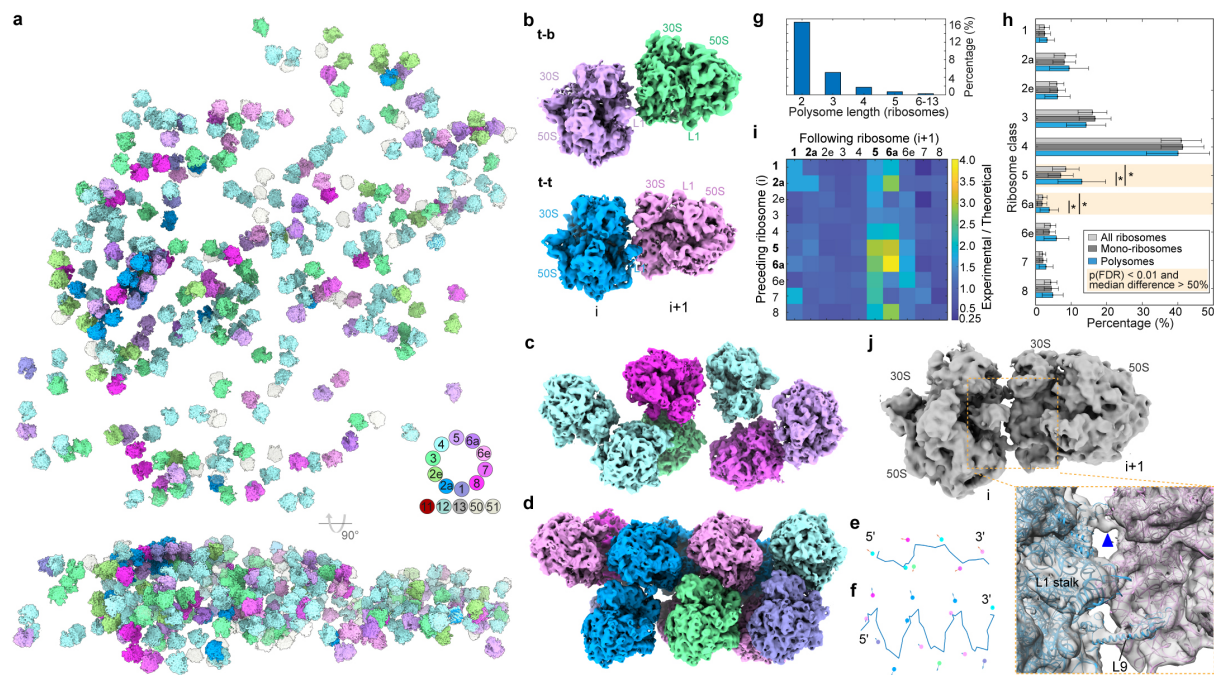 a
4
5
6a
3
6e
2e
7
2a
1
8
11
12
13
50
51
90°
b
t-b
30S
50S
30S
50S
L1
L1
t-t
30S
L1
50S
30S
50S
L1
i
i+1
c
d
e
5'
3'
f
3'
5'
g
16
12
8
4
0
Percentage (%)
2
3
4
5
6-13
Polysome length (ribosomes)
i
Following ribosome (i+1)
1
2a
2e
3
4
5
6a
6e
7
8
Preceding ribosome (i)
1
2a
2e
3
4
5
6a
6e
7
8
4.0
3.5
3.0
2.5
2.0
1.5
1.0
0.25
Experimental / Theoretical
h
Ribosome class
1
2a
2e
3
4
5
6a
6e
7
8
*
*
*
*
All ribosomes
Mono-ribosomes
Polysomes
p(FDR) < 0.01 and
median difference > 50%
0
10
20
30
40
50
Percentage (%)
j
30S
30S
50S
50S
i
i+1
L1 stalk
L9